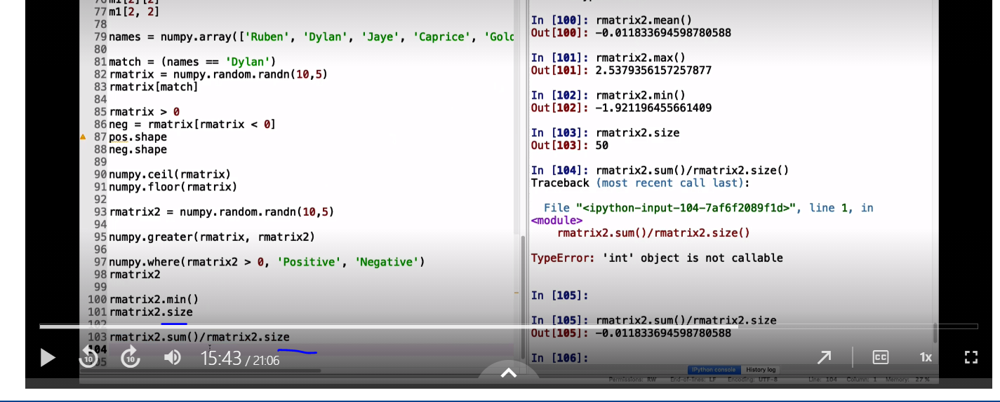 77 m1[2, 2]
78
79 names = numpy.array(['Ruben', 'Dylan', 'Jaye', 'Caprice', 'Gold
80
81 match = (names == 'Dylan')
82 rmatrix = numpy.random.randn(10,5)
83 rmatrix[match]
84
85 rmatrix > 0
86 neg = rmatrix[rmatrix < 0]
87 pos.shape
88 neg.shape
89
90 numpy.ceil(rmatrix)
91 numpy.floor(rmatrix)
92
93 rmatrix2 = numpy.random.randn(10,5)
94
95 numpy.greater(rmatrix, rmatrix2)
96
97 numpy.where(rmatrix2 > 0, 'Positive', 'Negative')
98 rmatrix2
99
100 rmatrix2.min()
101 rmatrix2.size
102
103 rmatrix2.sum()/rmatrix2.size
104
In [100]: rmatrix2.mean()
Out[100]: -0.011833694598780588
In [101]: rmatrix2.max()
Out[101]: 2.5379356157257877
In [102]: rmatrix2.min()
Out[102]: -1.921196455661409
In [103]: rmatrix2.size
Out[103]: 50
In [104]: rmatrix2.sum()/rmatrix2.size()
Traceback (most recent call last):
File "<ipython-input-104-7af6f2089f1d>", line 1, in
<module>
rmatrix2.sum()/rmatrix2.size()
TypeError: 'int' object is not callable
In [105]:
In [105]: rmatrix2.sum()/rmatrix2.size
Out[105]: -0.011833694598780588
In [106]:
IPython console History log
Permissions: RW End-of-lines: LF Encoding: UTF-8 Line: 104 Column: 1 Memory: 27 %
10 10 15:43 / 21:06 CC 1x